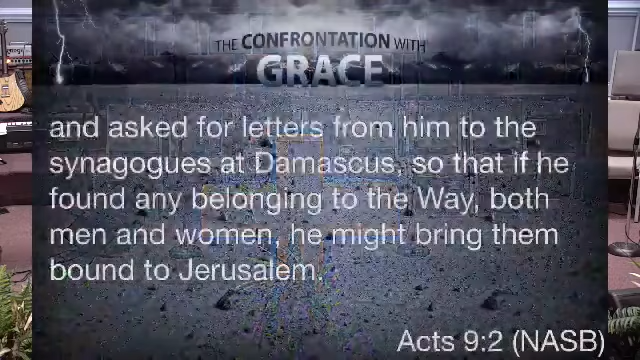 THE CONFRONTATION WITH
GRACE
and asked for letters from him to the
synagogues at Damascus, so that if he
found any belonging to the Way, both
men and women, he might bring them
bound to Jerusalem.
Acts 9:2 (NASB)